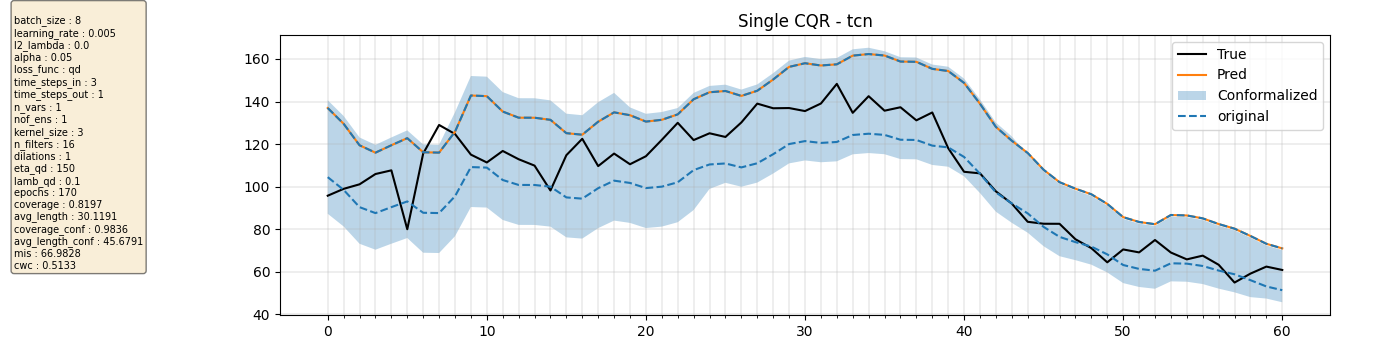 batch_size : 8
learning_rate : 0.005
l2_lambda : 0.0
alpha : 0.05
loss_func : qd
time_steps_in : 3
time_steps_out : 1
n_vars : 1
nof_ens : 1
kernel_size : 3
n_filters : 16
dilations : 1
eta_qd : 150
lamb_qd : 0.1
epochs : 170
coverage : 0.8197
avg_length : 30.1191
coverage_conf : 0.9836
avg_length_conf : 45.6791
mis : 66.9828
cwc : 0.5133
Single CQR - tcn
160
140
120
100
80
60
40
0 10 20 30 40 50 60
True
Pred
Conformalized
original